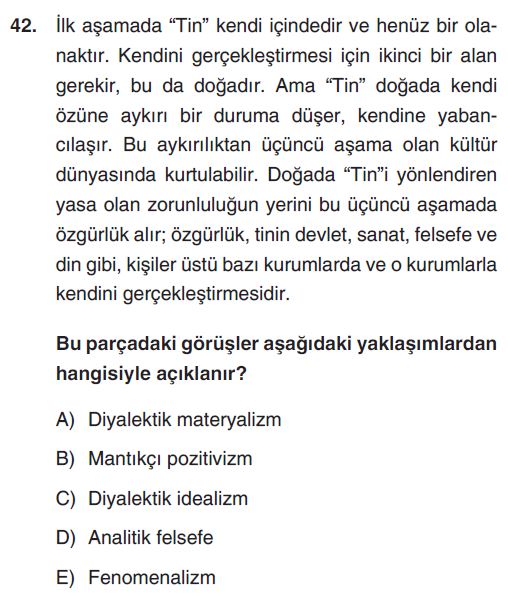 42. İlk aşamada “Tin” kendi içindedir ve henüz bir ola-
naktır. Kendini gerçekleştirmesi için ikinci bir alan
gerekir, bu da doğadır. Ama “Tin” doğada kendi
özüne aykırı bir duruma düşer, kendine yaban-
cılaşır. Bu aykırılıktan üçüncü aşama olan kültür
dünyasında kurtulabilir. Doğada “Tin”i yönlendiren
yasa olan zorunluluğun yerini bu üçüncü aşamada
özgürlük alır; özgürlük, tinin devlet, sanat, felsefe ve
din gibi, kişiler üstü bazı kurumlarda ve o kurumlarla
kendini gerçekleştirmesidir.
Bu parçadaki görüşler aşağıdaki yaklaşımlardan
hangisiyle açıklanır?
A) Diyalektik materyalizm
B) Mantıkçı pozitivizm
C) Diyalektik idealizm
D) Analitik felsefe
E) Fenomenalizm